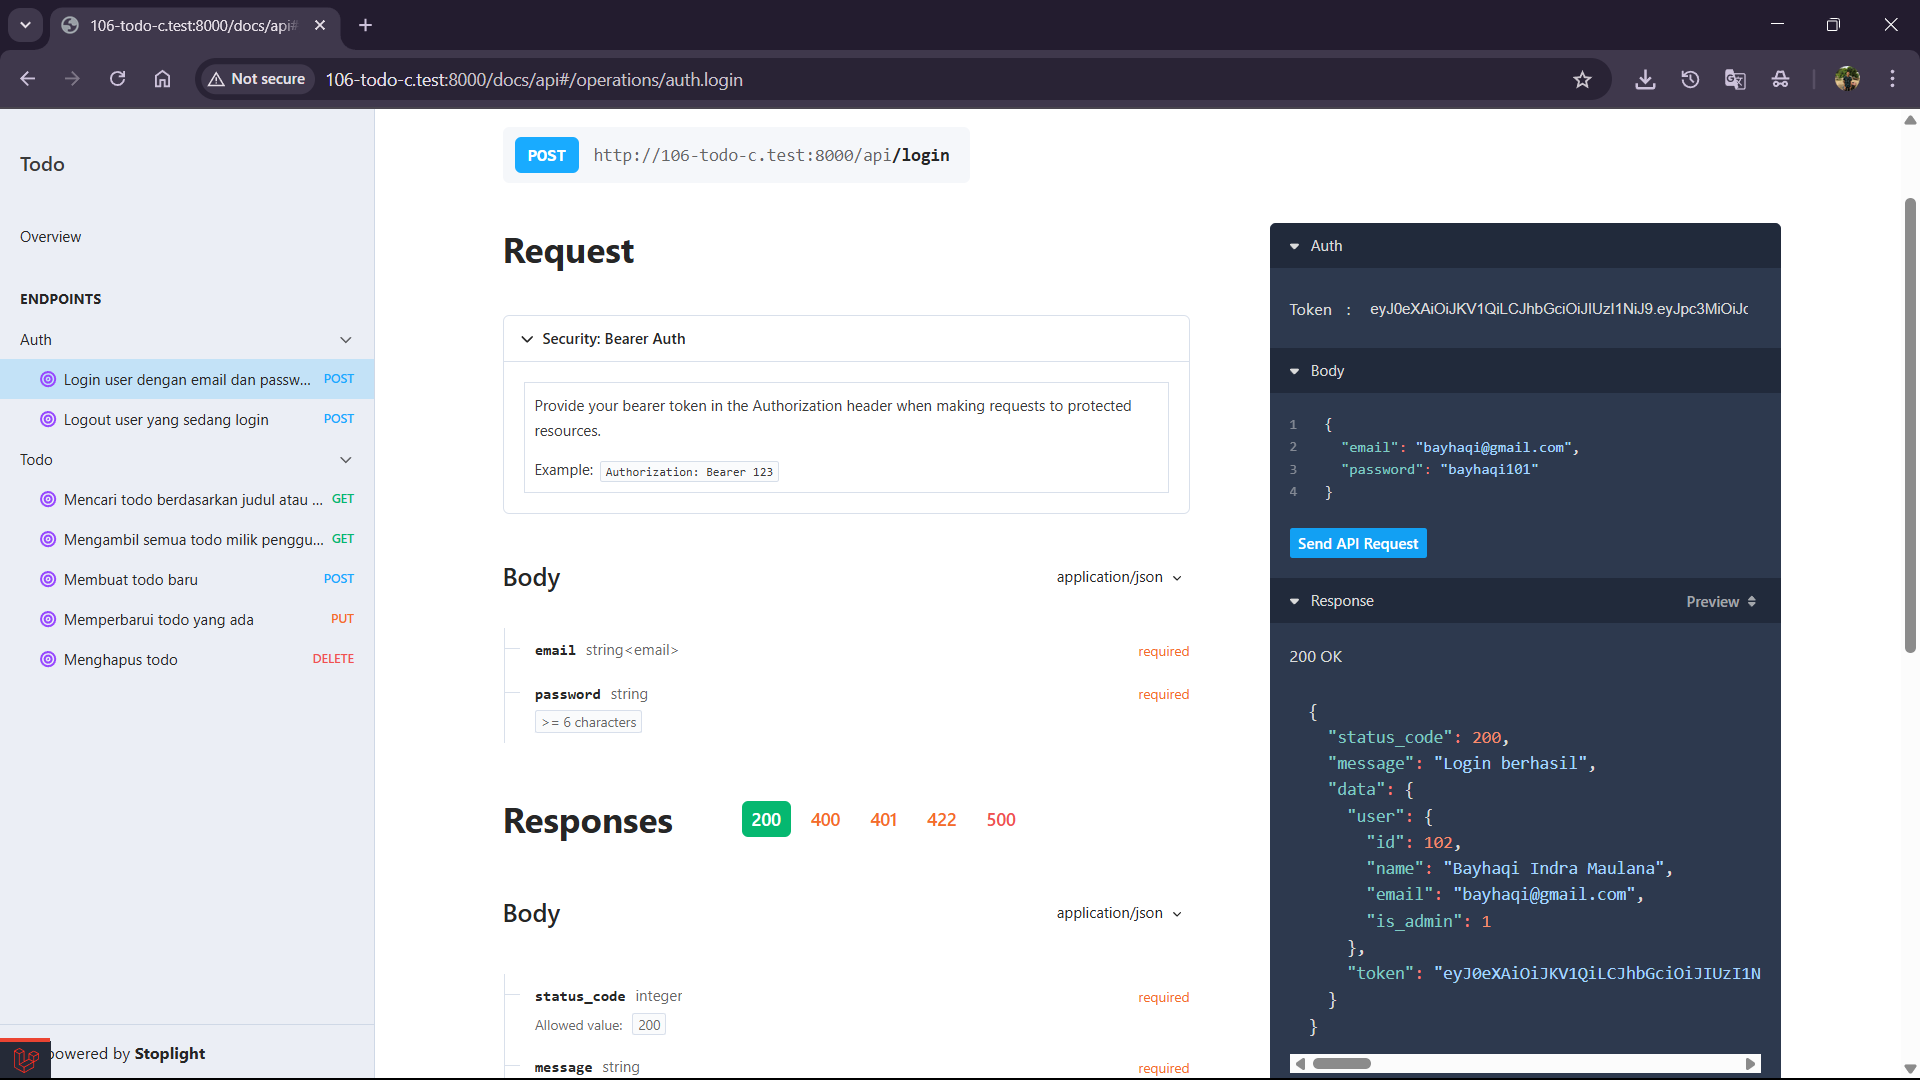 106-todo-c.test:8000/docs/api#
Not secure
106-todo-c.test:8000/docs/api#/operations/auth.login
Todo
Overview
ENDPOINTS
Auth
Login user dengan email dan passw... POST
Logout user yang sedang login POST
Todo
Mencari todo berdasarkan judul atau ... GET
Mengambil semua todo milik penggu... GET
Membuat todo baru POST
Memperbarui todo yang ada PUT
Menghapus todo DELETE
powered by Stoplight
POST http://106-todo-c.test:8000/api/login
Request
Security: Bearer Auth
Provide your bearer token in the Authorization header when making requests to protected
resources.
Example: Authorization: Bearer 123
Body application/json
email string<email> required
password string required
>= 6 characters
Responses 200 400 401 422 500
Body application/json
status_code integer required
Allowed value: 200
message string required
Auth
Token : eyJ0eXAiOiJKV1QiLCJhbGciOiJIUzI1NiJ9.eyJpc3MiOiJc
Body
1 {
2 "email": "bayhaqi@gmail.com",
3 "password": "bayhaqi101"
4 }
Send API Request
Response Preview
200 OK
{
"status_code": 200,
"message": "Login berhasil",
"data": {
"user": {
"id": 102,
"name": "Bayhaqi Indra Maulana",
"email": "bayhaqi@gmail.com",
"is_admin": 1
},
"token": "eyJ0eXAiOiJKV1QiLCJhbGciOiJIUzI1N
}
}